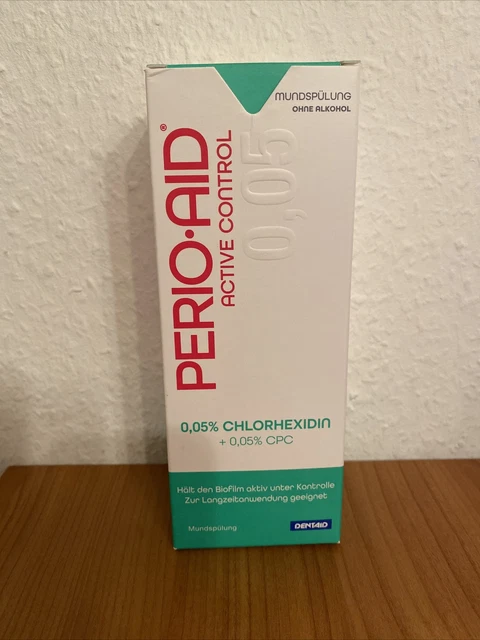 MUNDSPÜLUNG
OHNE ALKOHOL
PERIO·AID®
ACTIVE CONTROL
0,05
0,05% CHLORHEXIDIN
+ 0,05% CPC
Hält den Biofilm aktiv unter Kontrolle
Zur Langzeitanwendung geeignet
Mundspülung
DENTAID